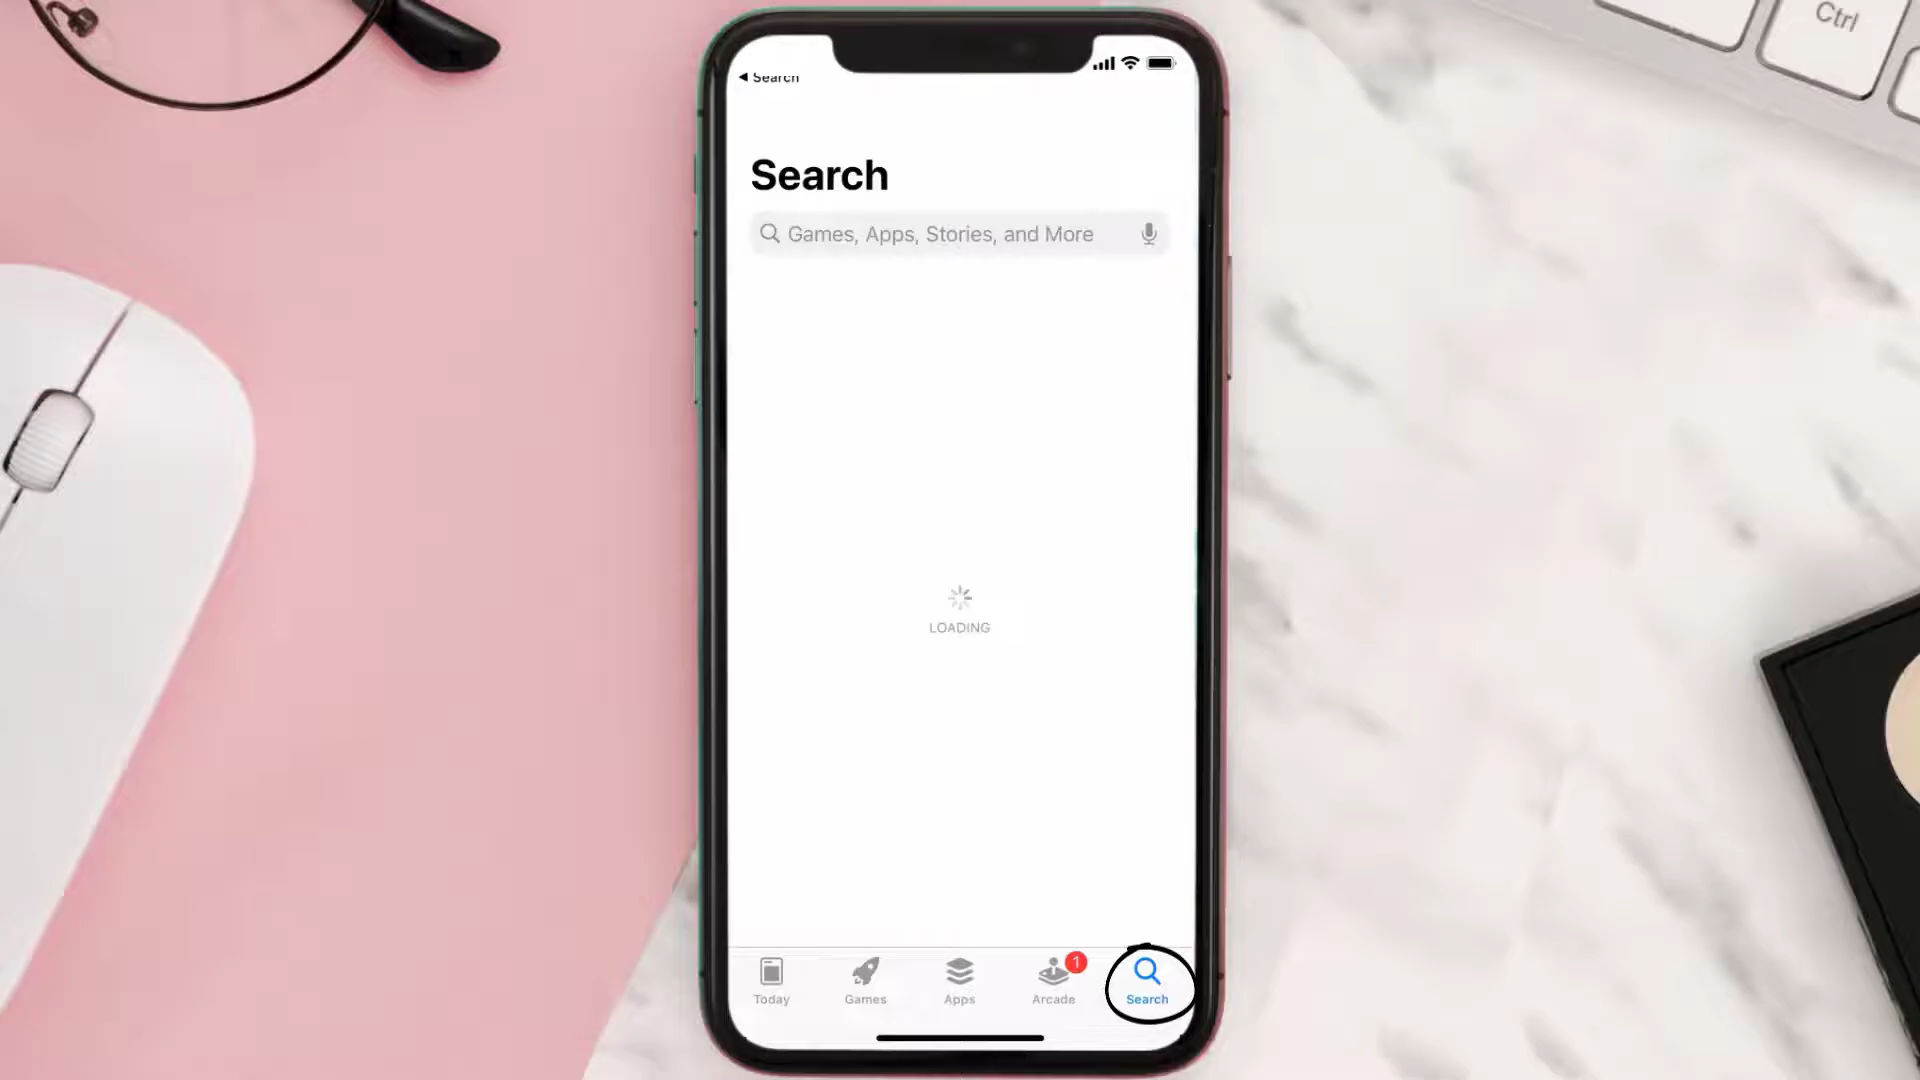 Ctrl
◀ Search
Search
Games, Apps, Stories, and More
LOADING
1
Today
Games
Apps
Arcade
Search